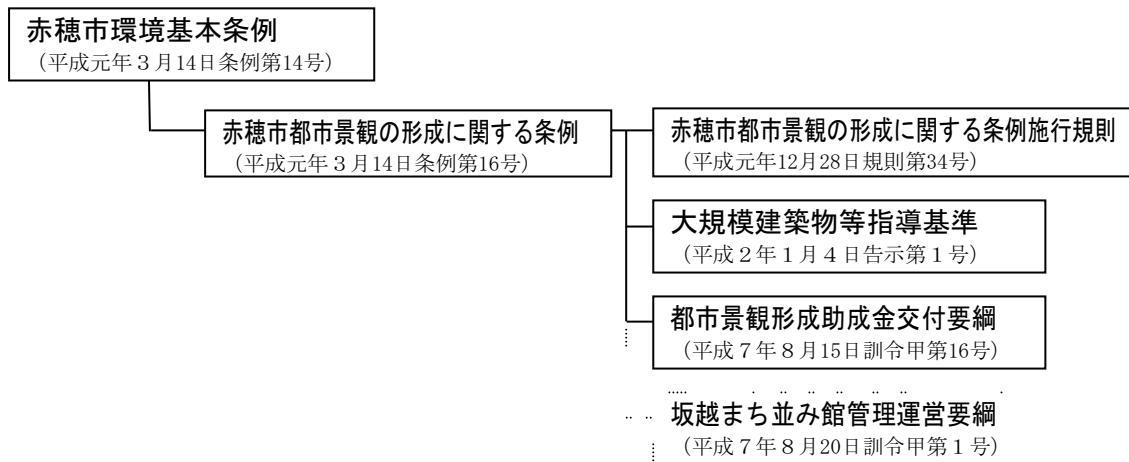 赤穂市環境基本条例
（平成元年３月14日条例第14号）
赤穂市都市景観の形成に関する条例
（平成元年３月14日条例第16号）
赤穂市都市景観の形成に関する条例施行規則
（平成元年12月28日規則第34号）
大規模建築物等指導基準
（平成２年１月４日告示第１号）
都市景観形成助成金交付要綱
（平成７年８月15日訓令甲第16号）
坂越まち並み館管理運営要綱
（平成７年８月20日訓令甲第１号）